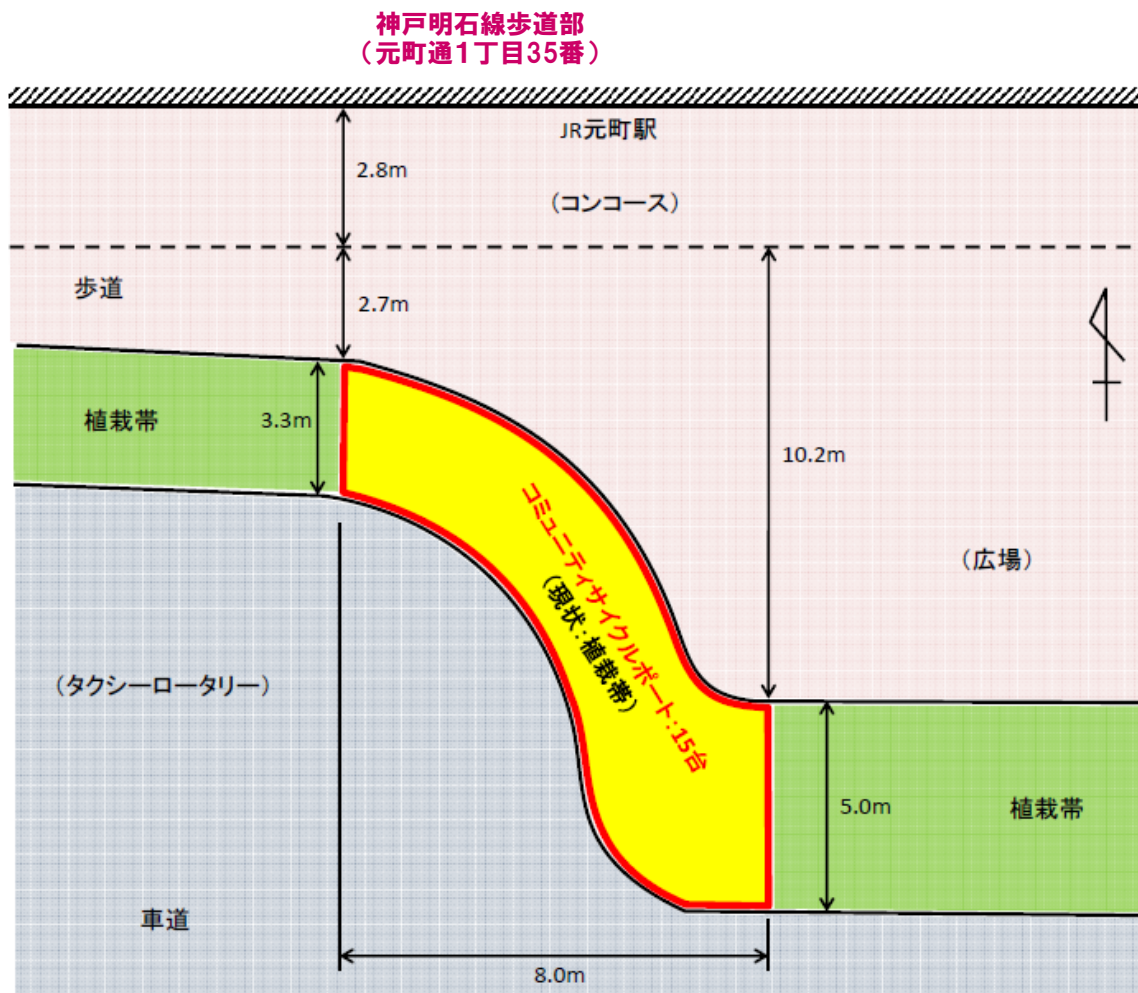 神戸明石線歩道部
（元町通1丁目35番）
JR元町駅
2.8m
（コンコース）
歩道
2.7m
植栽帯
3.3m
10.2m
コミュニティサイクルポート：15台
（現状：植栽帯）
（広場）
（タクシーロータリー）
5.0m
植栽帯
車道
8.0m